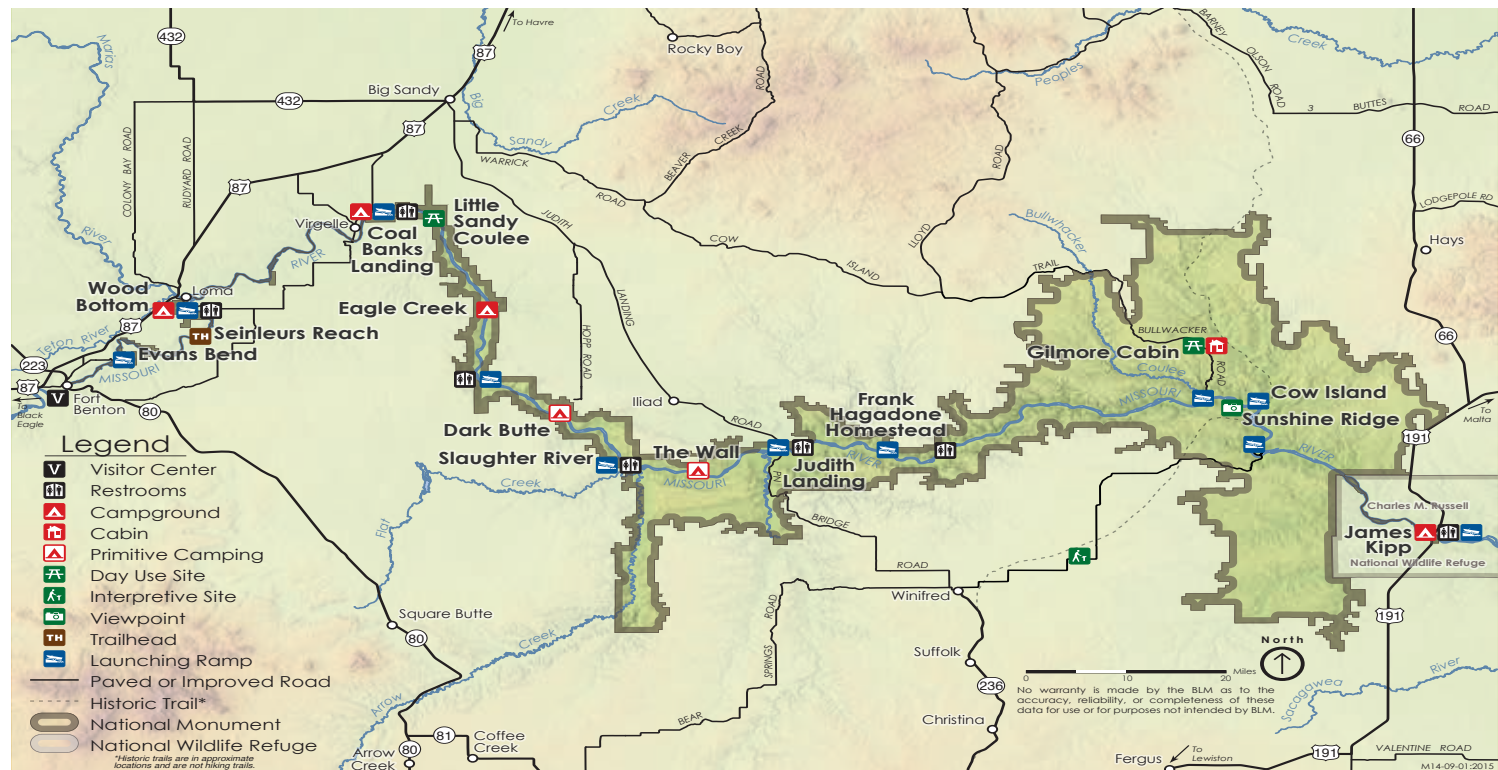 To Havre
432
87
Rocky Boy
BARNEY
OLSON
ROAD
Creek
Marias
River
Big Sandy
432
87
Big
Sandy
Creek
BEAVER
CREEK
ROAD
Peoples
3 BUTTES ROAD
66
COLONY BAY ROAD
RUDYARD ROAD
87
WARRICK
ROAD
COW
ISLAND
TRAIL
LLOYD
ROAD
LODGEPOLE RD
Hays
JUDITH
LANDING
ROAD
HOPP ROAD
Virgelle
RIVER
Coal
Banks
Landing
Little
Sandy
Coulee
Bullwhacker
Coulee
Wood
Bottom
Loma
87
TH
Seinleurs Reach
Eagle Creek
BULLWACKER
ROAD
Gilmore Cabin
66
Teton River
Evans Bend
MISSOURI
223
87
To
Black
Eagle
V
Fort
Benton
80
Iliad
Frank
Hagadone
Homestead
MISSOURI
Cow Island
Sunshine Ridge
To
Malta
191
Dark Butte
Slaughter River
The Wall
MISSOURI
Judith
Landing
RIVER
RIVER
Legend
V Visitor Center
Restrooms
Campground
Cabin
Primitive Camping
Day Use Site
Interpretive Site
Viewpoint
TH Trailhead
Launching Ramp
Paved or Improved Road
Historic Trail*
National Monument
National Wildlife Refuge
*Historic trails are in approximate
locations and are not hiking trails.
Flat
Creek
BRIDGE
ROAD
Winifred
Charles M. Russell
James
Kipp
National Wildlife Refuge
191
Square Butte
80
Arrow
Creek
BEAR
SPRINGS
ROAD
Suffolk
236
Christina
North
0 10 20 Miles
No warranty is made by the BLM as to the
accuracy, reliability, or completeness of these
data for use or for purposes not intended by BLM.
Sacagawea
River
81
Coffee
Creek
Arrow
Creek
80
Fergus
To
Lewiston
191
VALENTINE ROAD
M14-09-01:2015